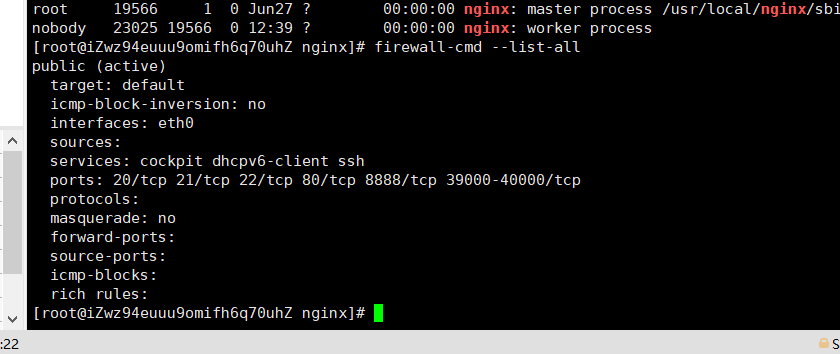 root     19566     1  0 Jun27 ?        00:00:00 nginx: master process /usr/local/nginx/sbi
nobody   23025 19566  0 12:39 ?        00:00:00 nginx: worker process
[root@iZwz94euuu9omifh6q70uhZ nginx]# firewall-cmd --list-all
public (active)
  target: default
  icmp-block-inversion: no
  interfaces: eth0
  sources:
  services: cockpit dhcpv6-client ssh
  ports: 20/tcp 21/tcp 22/tcp 80/tcp 8888/tcp 39000-40000/tcp
  protocols:
  masquerade: no
  forward-ports:
  source-ports:
  icmp-blocks:
  rich rules:
[root@iZwz94euuu9omifh6q70uhZ nginx]#
:22 S